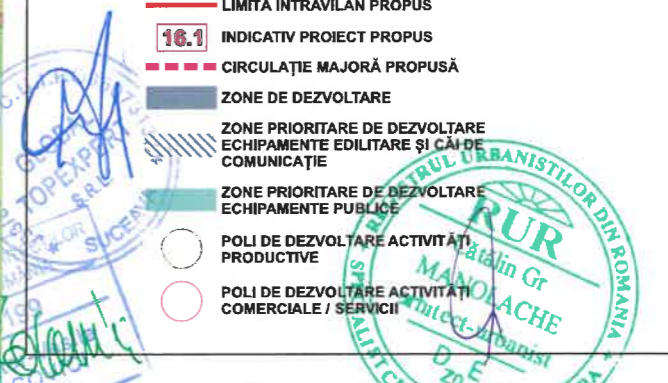 LIMITA INTRAVILAN PROPUS
16.1 INDICATIV PROIECT PROPUS
CIRCULAȚIE MAJORĂ PROPUSĂ
ZONE DE DEZVOLTARE
ZONE PRIORITARE DE DEZVOLTARE
ECHIPAMENTE EDILITARE ȘI CĂI DE
COMUNICAȚIE
ZONE PRIORITARE DE DEZVOLTARE
ECHIPAMENTE PUBLICE
POLI DE DEZVOLTARE ACTIVITĂȚI
PRODUCTIVE
POLI DE DEZVOLTARE ACTIVITĂȚI
COMERCIALE / SERVICII
GLOBAL
TOPEXPERT
S.R.L.
SUCEAVA
URBANIȘTILOR DIN ROMANIA
RUR
Cătălin Gr
MANOLACHE
D E